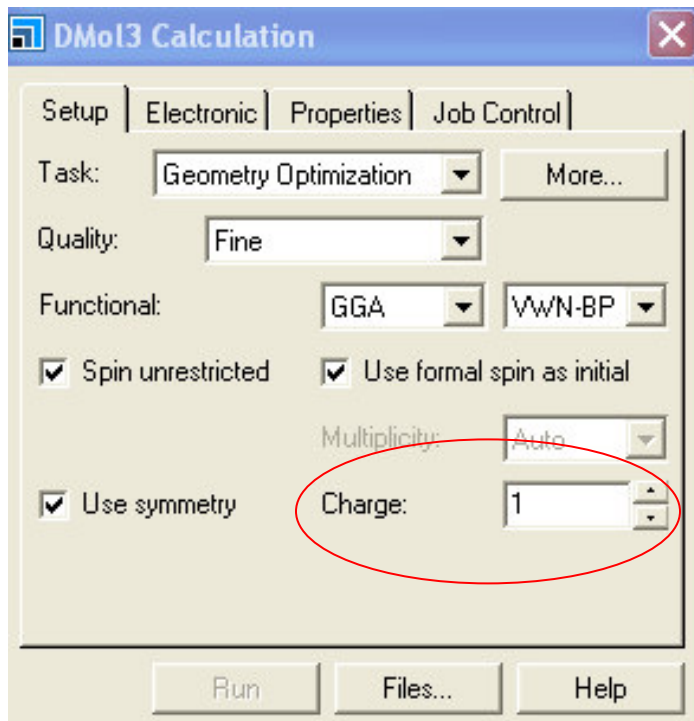 DMol3 Calculation
Setup Electronic Properties Job Control
Task: Geometry Optimization More...
Quality: Fine
Functional: GGA VWN-BP
Spin unrestricted Use formal spin as initial
Multiplicity: Auto
Use symmetry Charge: 1
Run Files... Help